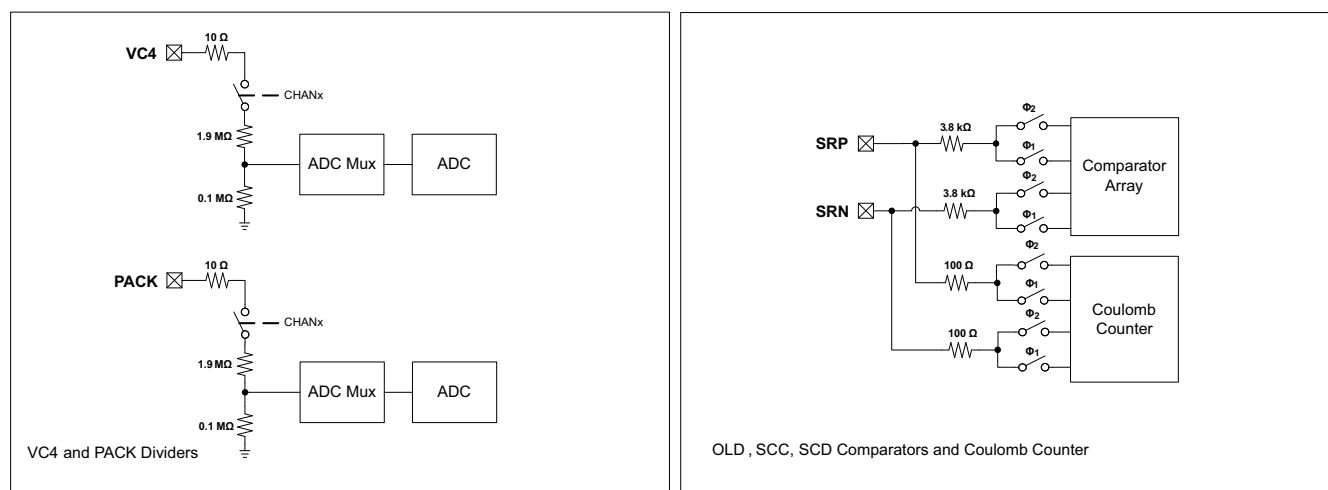 10 Ω
VC4
CHANx
1.9 MΩ
ADC Mux
ADC
0.1 MΩ
10 Ω
PACK
CHANx
1.9 MΩ
ADC Mux
ADC
0.1 MΩ
VC4 and PACK Dividers
Φ2
3.8 kΩ
SRP
Φ1
Comparator
Array
Φ2
3.8 kΩ
SRN
Φ1
Φ2
100 Ω
Φ1
Coulomb
Counter
Φ2
100 Ω
Φ1
OLD , SCC, SCD Comparators and Coulomb Counter